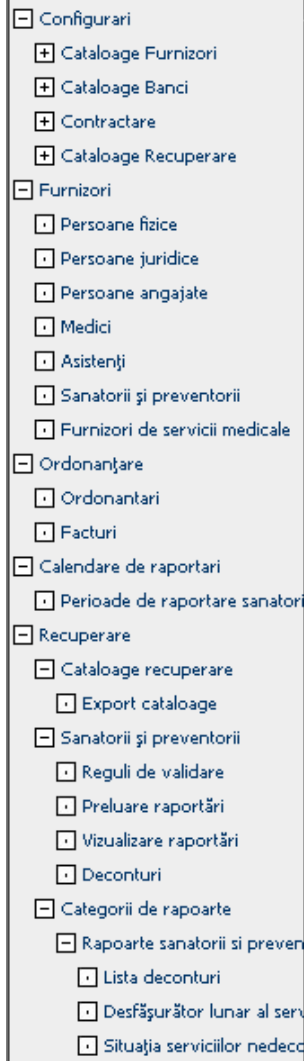 Configurari
Cataloage Furnizori
Cataloage Banci
Contractare
Cataloage Recuperare
Furnizori
Persoane fizice
Persoane juridice
Persoane angajate
Medici
Asistenţi
Sanatorii şi preventorii
Furnizori de servicii medicale
Ordonanţare
Ordonantari
Facturi
Calendare de raportari
Perioade de raportare sanatori
Recuperare
Cataloage recuperare
Export cataloage
Sanatorii şi preventorii
Reguli de validare
Preluare raportări
Vizualizare raportări
Deconturi
Categorii de rapoarte
Rapoarte sanatorii si preven
Lista deconturi
Desfăşurător lunar al serv
Situaţia serviciilor nedeco